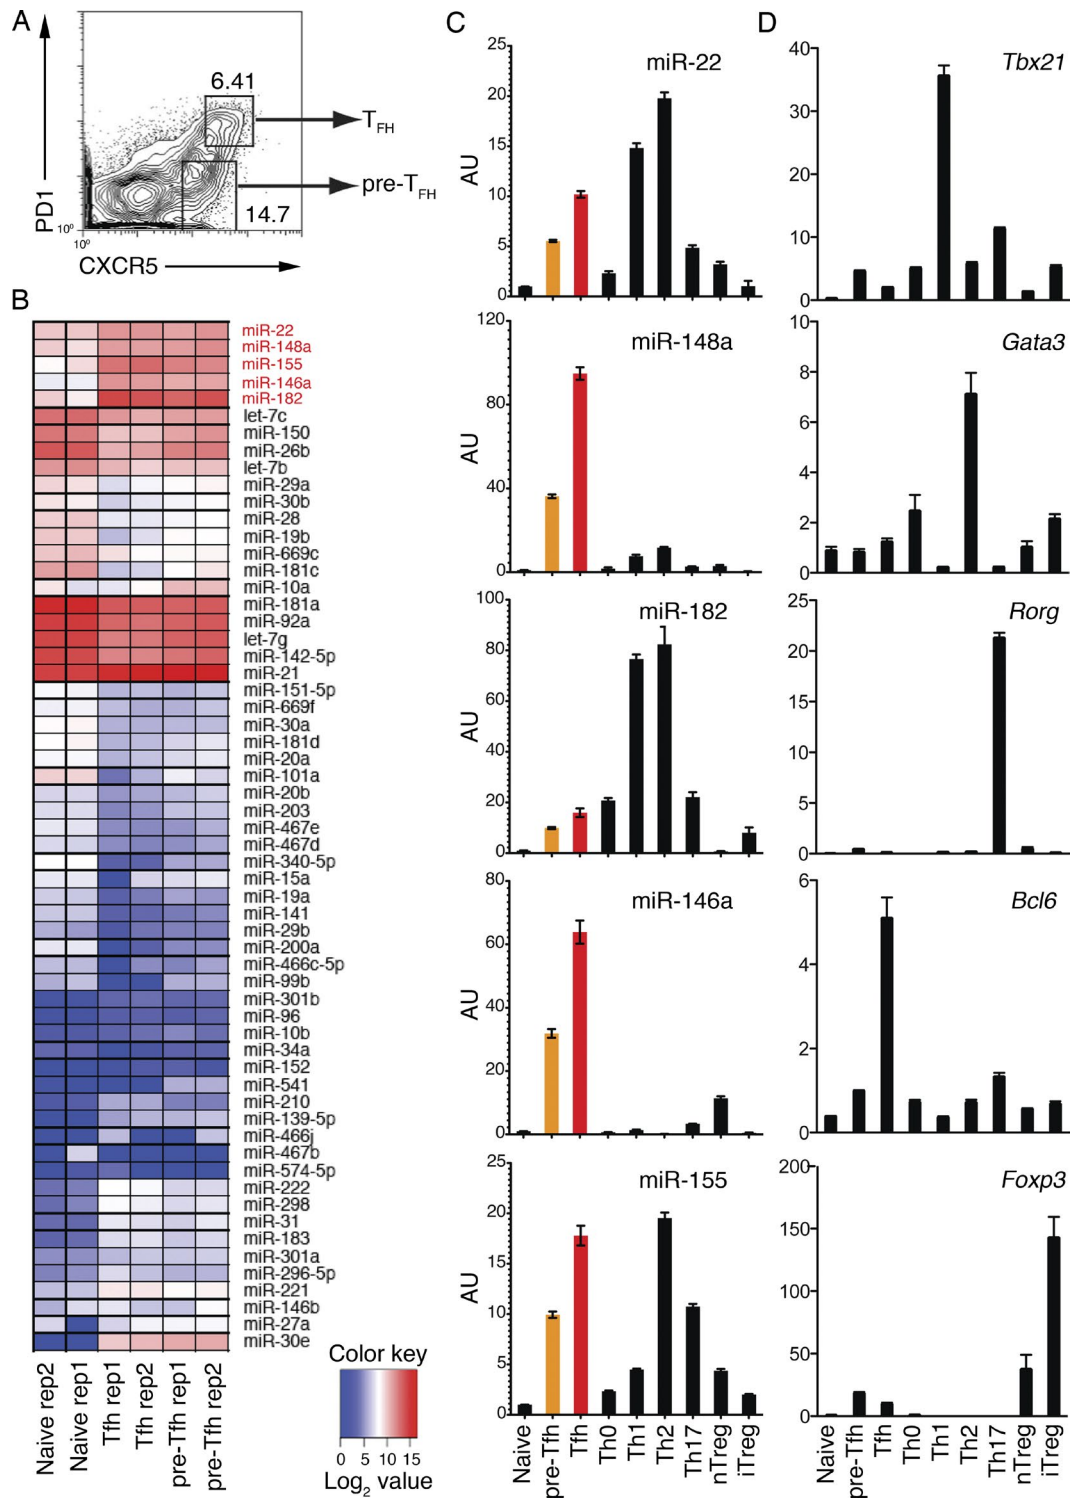 A
PD1
10⁰
10⁰
CXCR5
6.41
14.7
T_FH
pre-T_FH
B
miR-22
miR-148a
miR-155
miR-146a
miR-182
let-7c
miR-150
miR-26b
let-7b
miR-29a
miR-30b
miR-28
miR-19b
miR-669c
miR-181c
miR-10a
miR-181a
miR-92a
let-7g
miR-142-5p
miR-21
miR-151-5p
miR-669f
miR-30a
miR-181d
miR-20a
miR-101a
miR-20b
miR-203
miR-467e
miR-467d
miR-340-5p
miR-15a
miR-19a
miR-141
miR-29b
miR-200a
miR-466c-5p
miR-99b
miR-301b
miR-96
miR-10b
miR-34a
miR-152
miR-541
miR-210
miR-139-5p
miR-466j
miR-467b
miR-574-5p
miR-222
miR-298
miR-31
miR-183
miR-301a
miR-296-5p
miR-221
miR-146b
miR-27a
miR-30e
Naive rep2
Naive rep1
Tfh rep1
Tfh rep2
pre-Tfh rep1
pre-Tfh rep2
Color key
0 5 10 15
Log₂ value
C
miR-22
AU
25
20
15
10
5
0
miR-148a
AU
120
80
40
0
miR-182
AU
100
80
60
40
20
0
miR-146a
AU
80
60
40
20
0
miR-155
AU
25
20
15
10
5
0
Naive
pre-Tfh
Tfh
Th0
Th1
Th2
Th17
nTreg
iTreg
D
Tbx21
40
30
20
10
0
Gata3
10
8
6
4
2
0
Rorg
25
20
15
10
5
0
Bcl6
6
4
2
0
Foxp3
200
150
100
50
0
Naive
pre-Tfh
Tfh
Th0
Th1
Th2
Th17
nTreg
iTreg